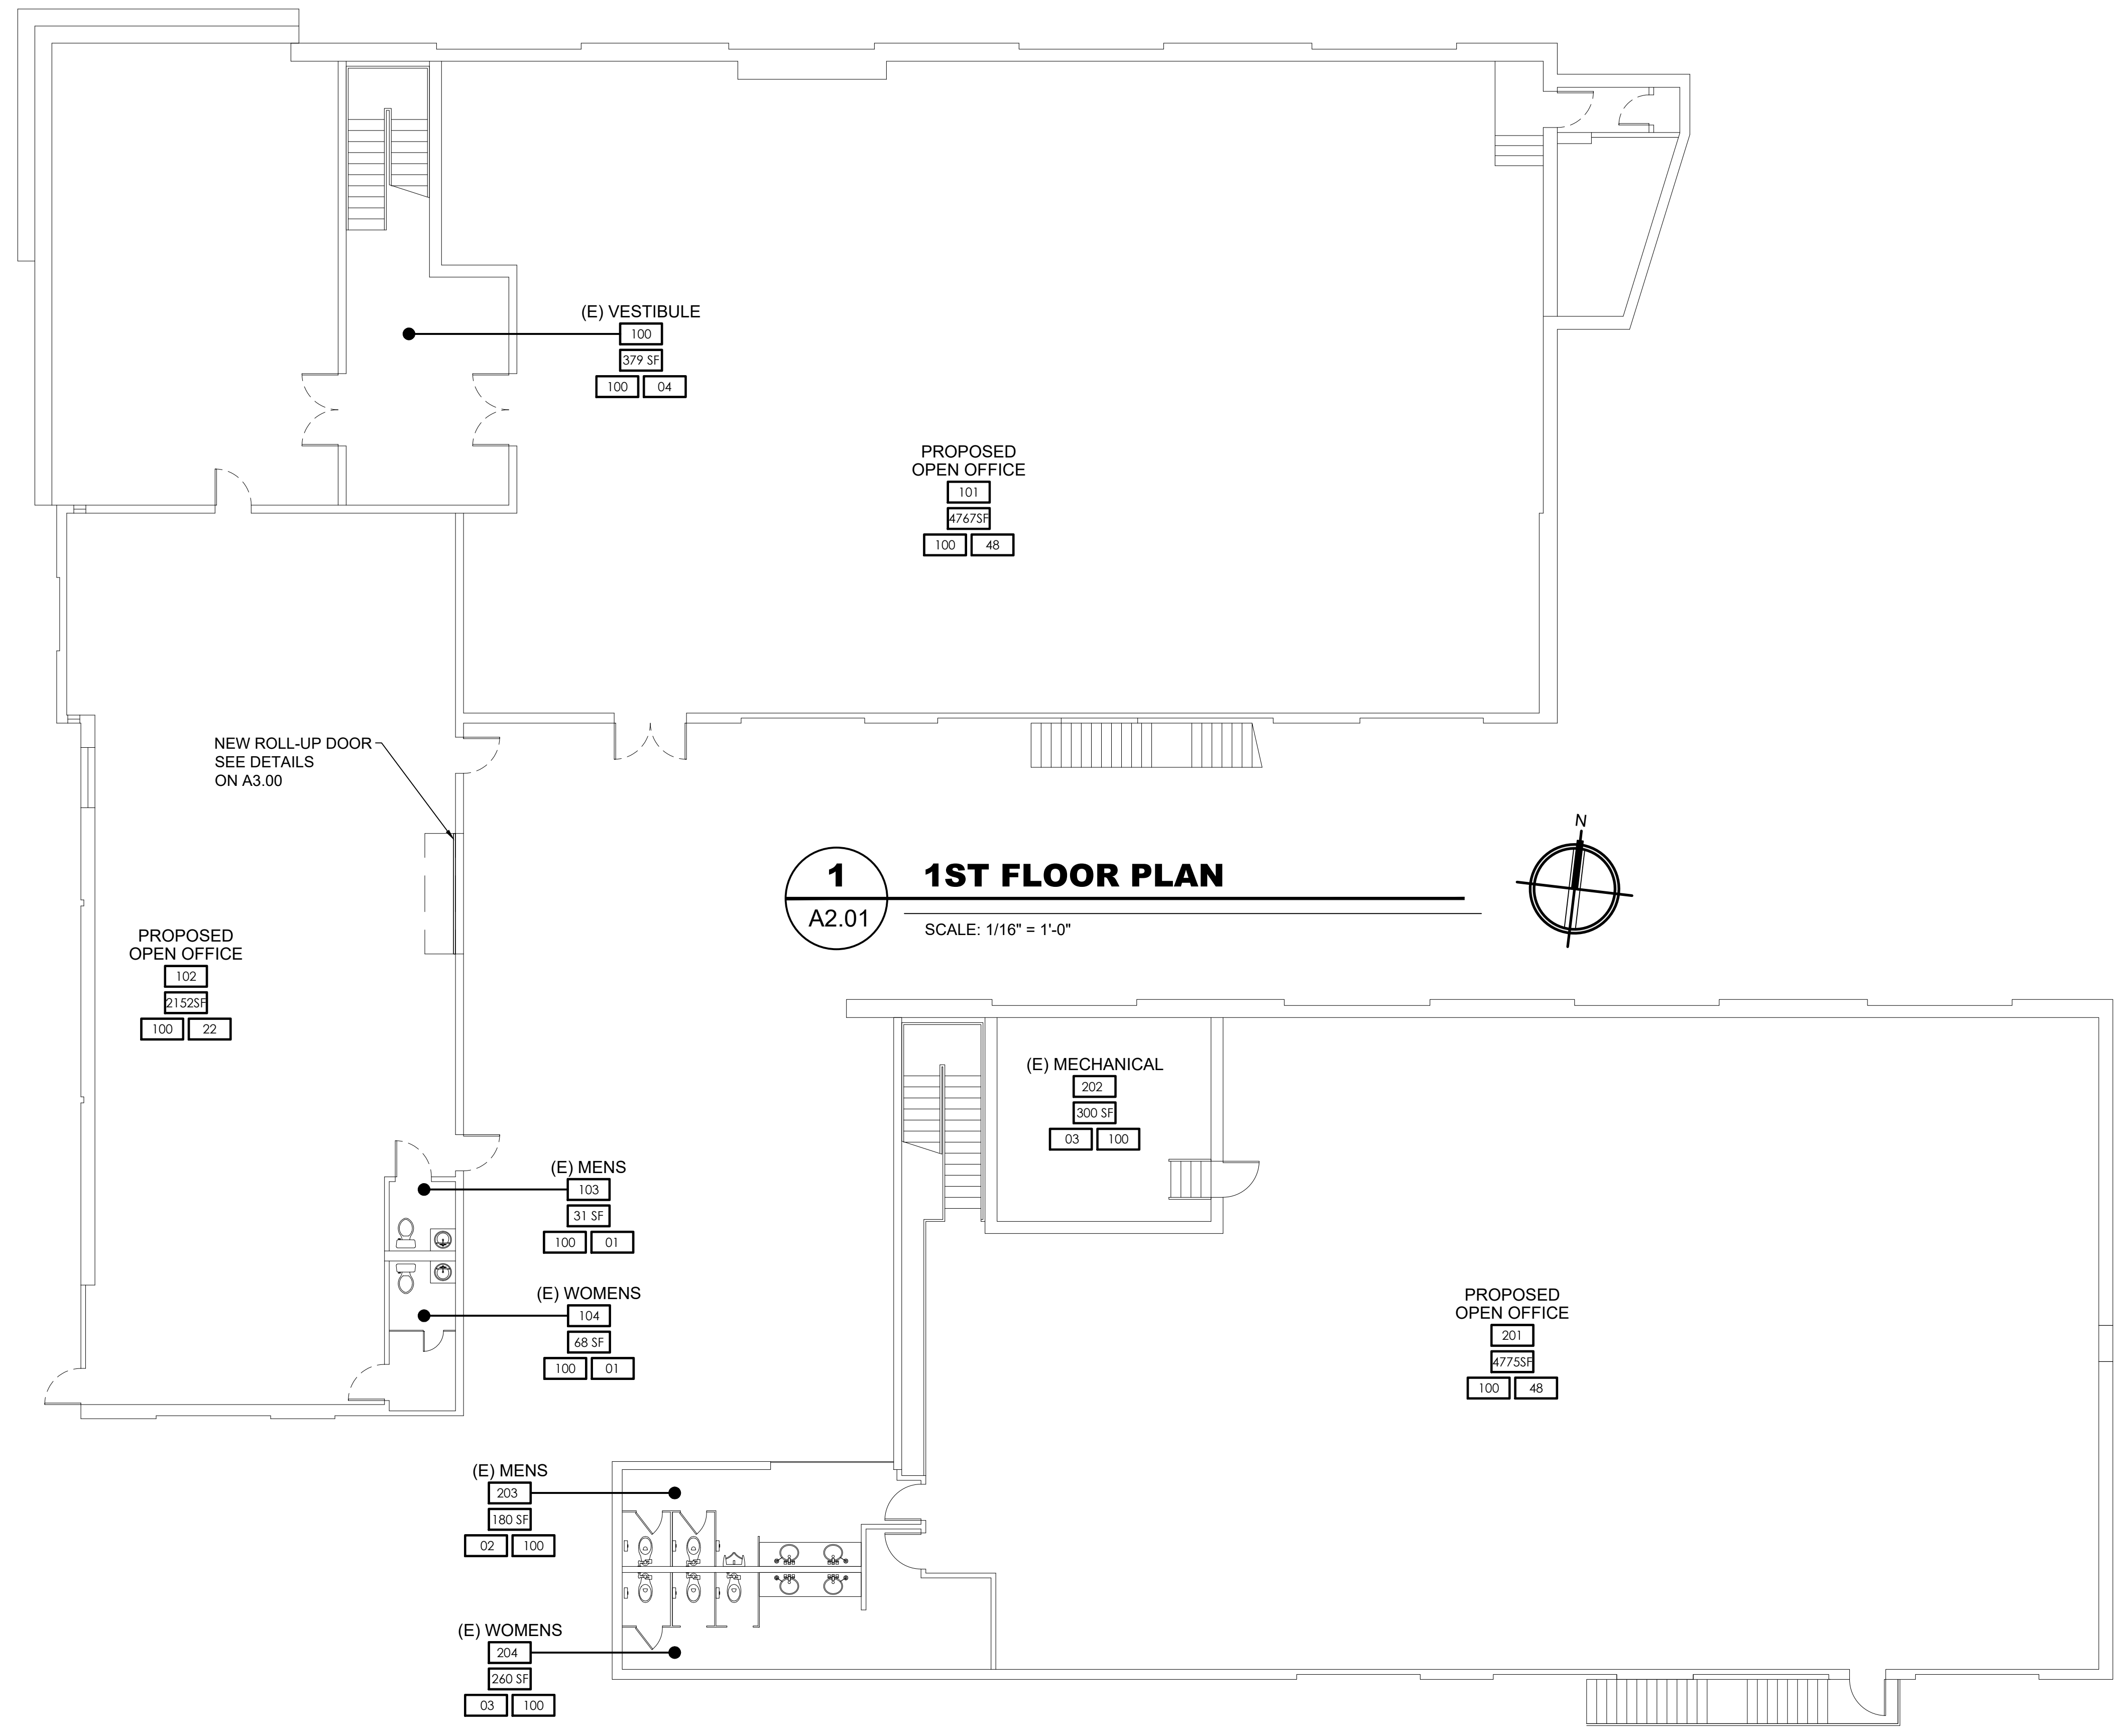 (E) VESTIBULE
100
379 SF
100 04
PROPOSED
OPEN OFFICE
101
4767SF
100 48
NEW ROLL-UP DOOR
SEE DETAILS
ON A3.00
1
A2.01
1ST FLOOR PLAN
SCALE: 1/16" = 1'-0"
N
PROPOSED
OPEN OFFICE
102
2152SF
100 22
(E) MECHANICAL
202
300 SF
03 100
(E) MENS
103
31 SF
100 01
(E) WOMENS
104
68 SF
100 01
PROPOSED
OPEN OFFICE
201
4775SF
100 48
(E) MENS
203
180 SF
02 100
(E) WOMENS
204
260 SF
03 100